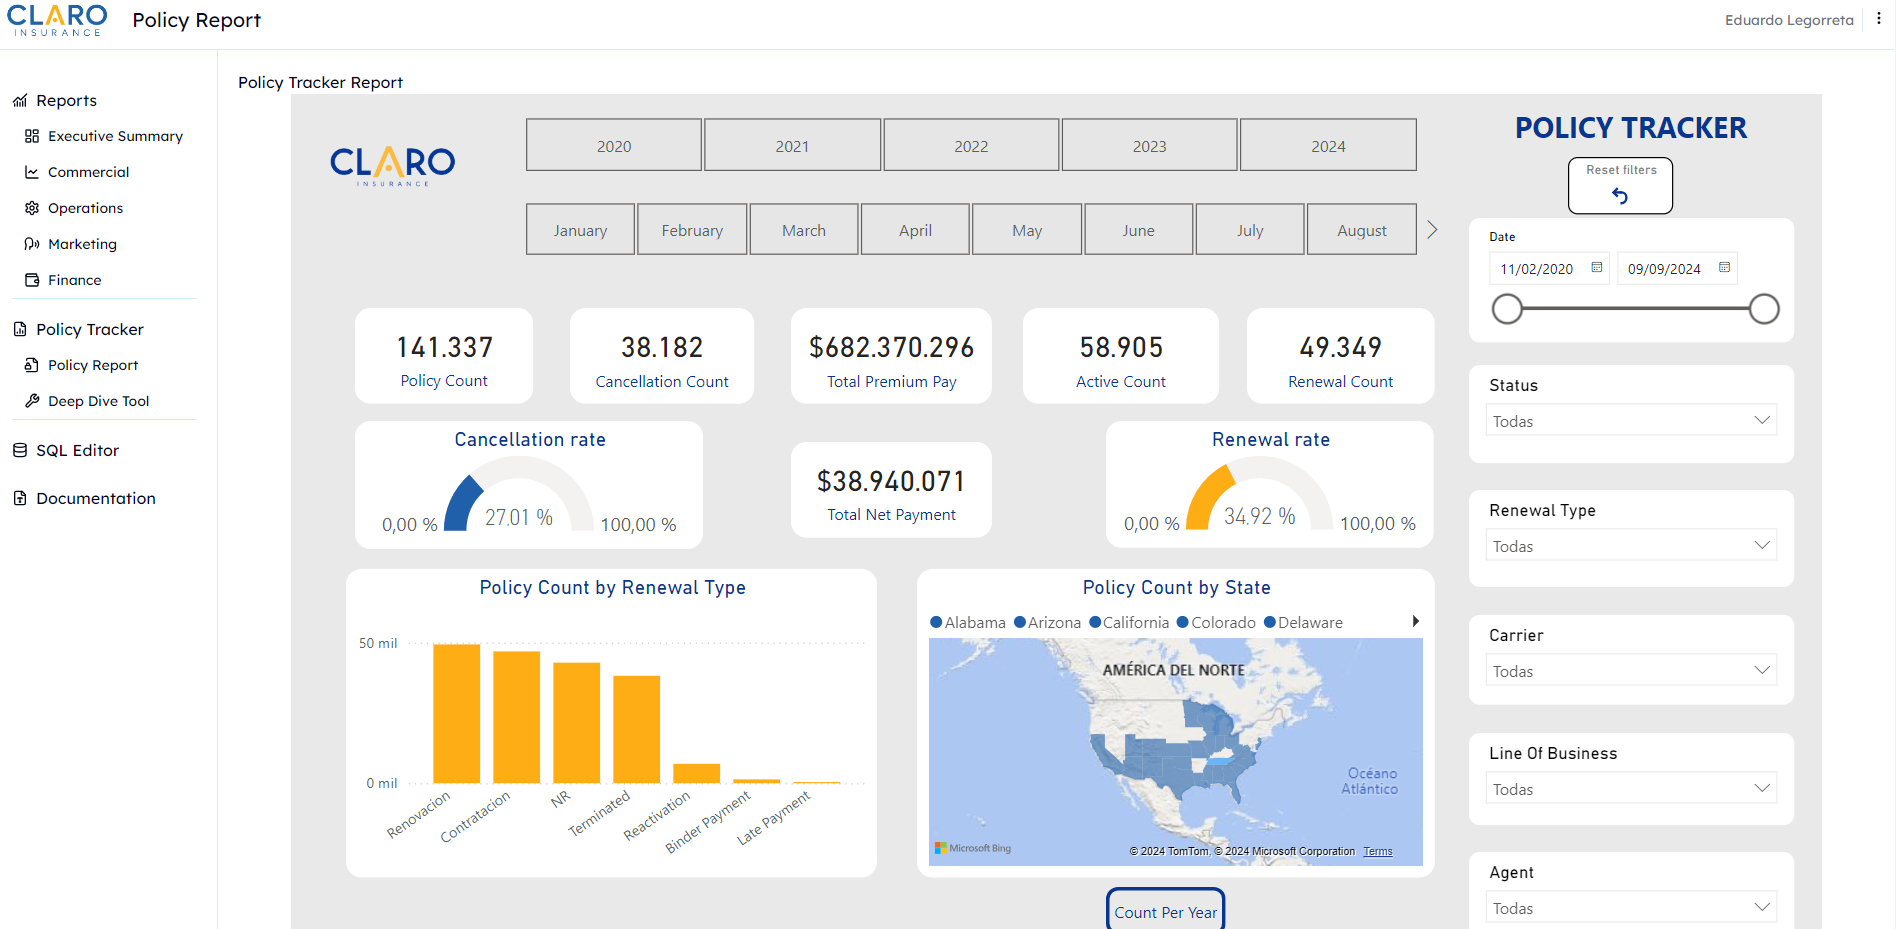 CLARO
INSURANCE
Policy Report
Eduardo Legorreta
Reports
Executive Summary
Commercial
Operations
Marketing
Finance
Policy Tracker
Policy Report
Deep Dive Tool
SQL Editor
Documentation
Policy Tracker Report
CLARO
INSURANCE
2020
2021
2022
2023
2024
January
February
March
April
May
June
July
August
141.337
Policy Count
38.182
Cancellation Count
$682.370.296
Total Premium Pay
58.905
Active Count
49.349
Renewal Count
Cancellation rate
0,00 %
27.01 %
100,00 %
$38.940.071
Total Net Payment
Renewal rate
0,00 %
34.92 %
100,00 %
Policy Count by Renewal Type
50 mil
0 mil
Renovacion
Contratacion
NR
Terminated
Reactivation
Binder Payment
Late Payment
Policy Count by State
Alabama
Arizona
California
Colorado
Delaware
AMÉRICA DEL NORTE
Océano
Atlántico
Microsoft Bing
© 2024 TomTom, © 2024 Microsoft Corporation Terms
Count Per Year
POLICY TRACKER
Reset filters
Date
11/02/2020
09/09/2024
Status
Todas
Renewal Type
Todas
Carrier
Todas
Line Of Business
Todas
Agent
Todas